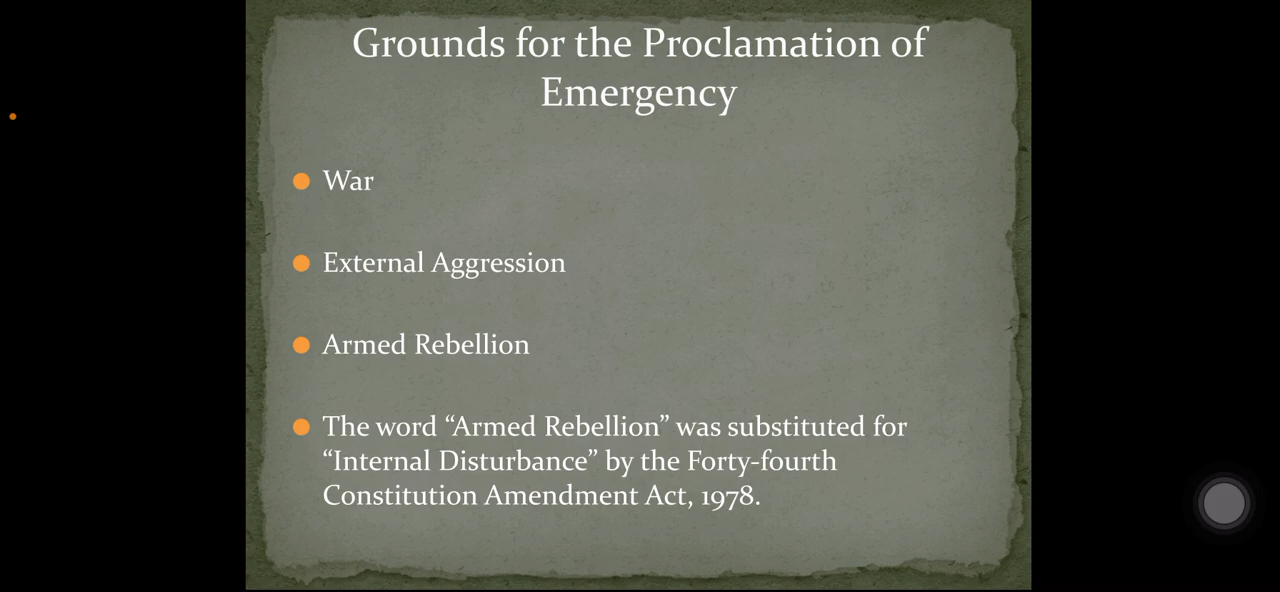 Grounds for the Proclamation of
Emergency
War
External Aggression
Armed Rebellion
The word “Armed Rebellion” was substituted for
“Internal Disturbance” by the Forty-fourth
Constitution Amendment Act, 1978.